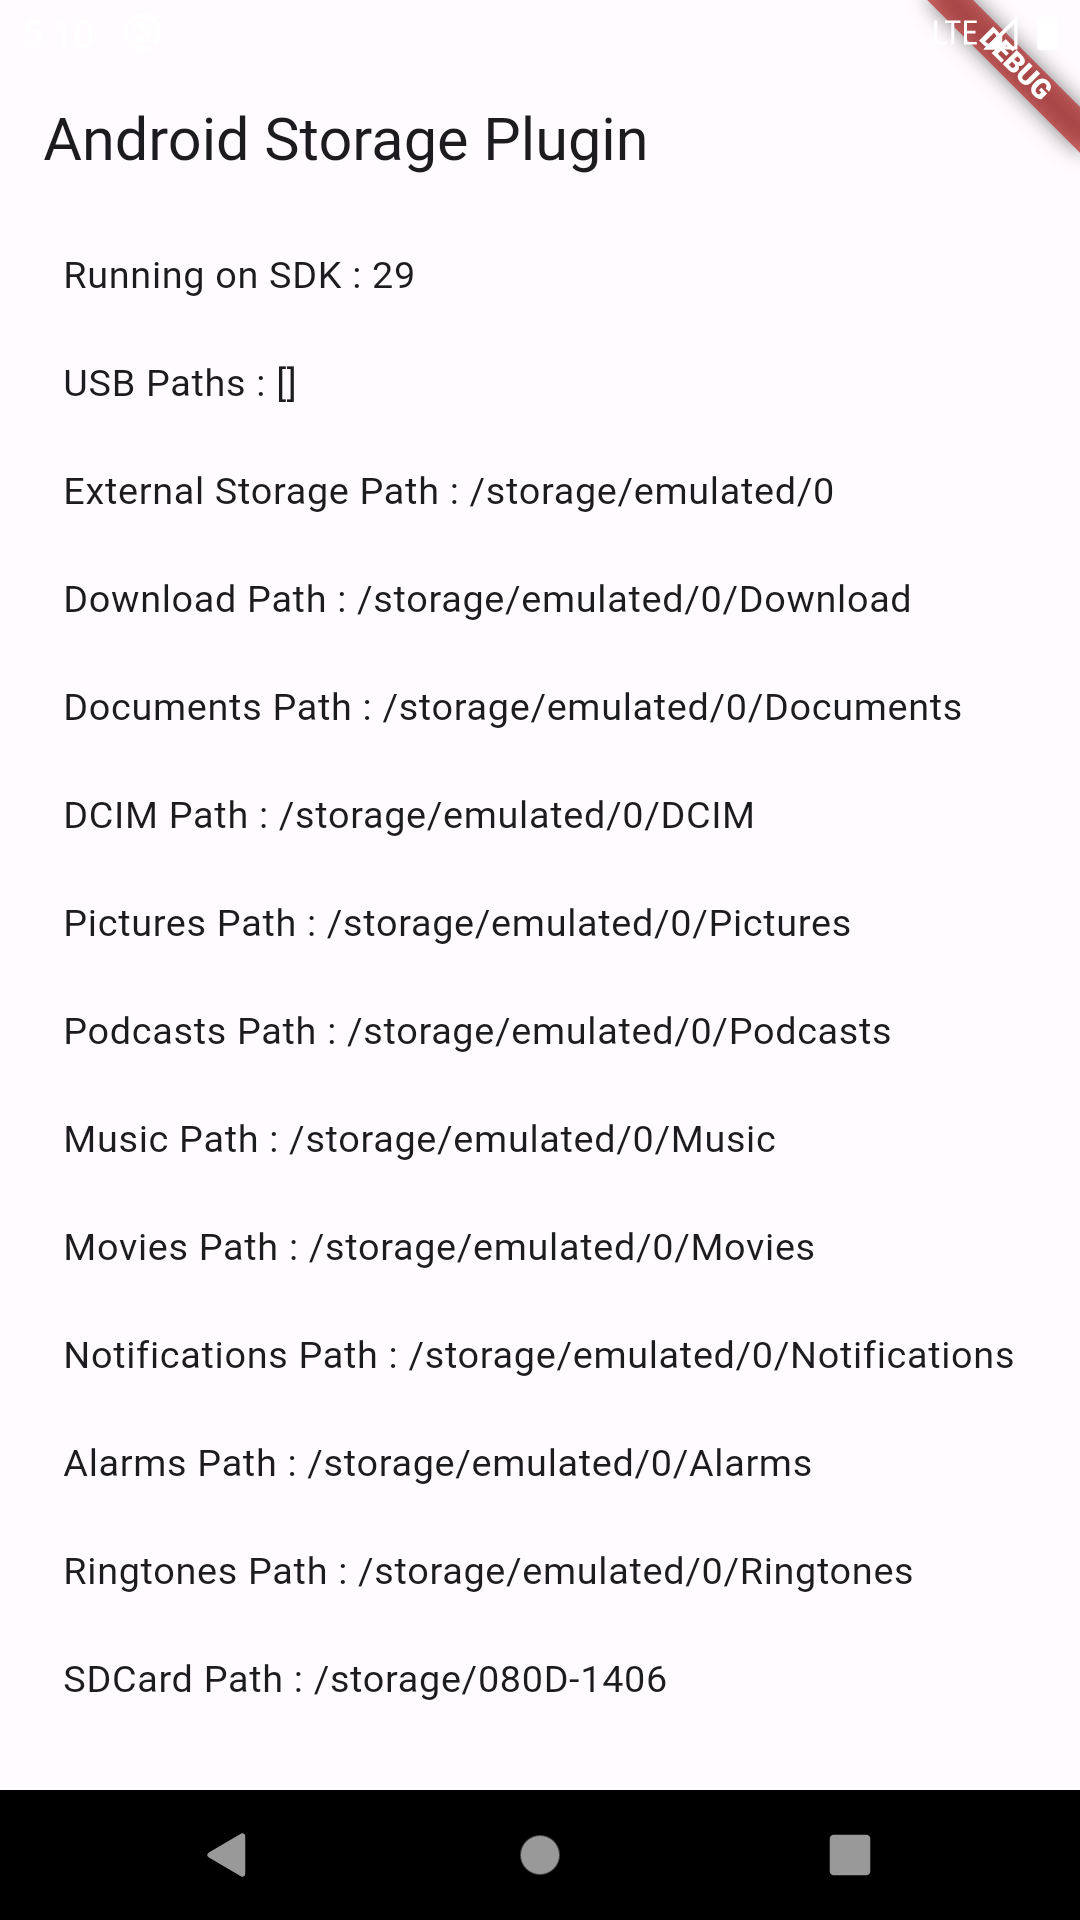 LTE
DEBUG
Android Storage Plugin
Running on SDK : 29
USB Paths : []
External Storage Path : /storage/emulated/0
Download Path : /storage/emulated/0/Download
Documents Path : /storage/emulated/0/Documents
DCIM Path : /storage/emulated/0/DCIM
Pictures Path : /storage/emulated/0/Pictures
Podcasts Path : /storage/emulated/0/Podcasts
Music Path : /storage/emulated/0/Music
Movies Path : /storage/emulated/0/Movies
Notifications Path : /storage/emulated/0/Notifications
Alarms Path : /storage/emulated/0/Alarms
Ringtones Path : /storage/emulated/0/Ringtones
SDCard Path : /storage/080D-1406